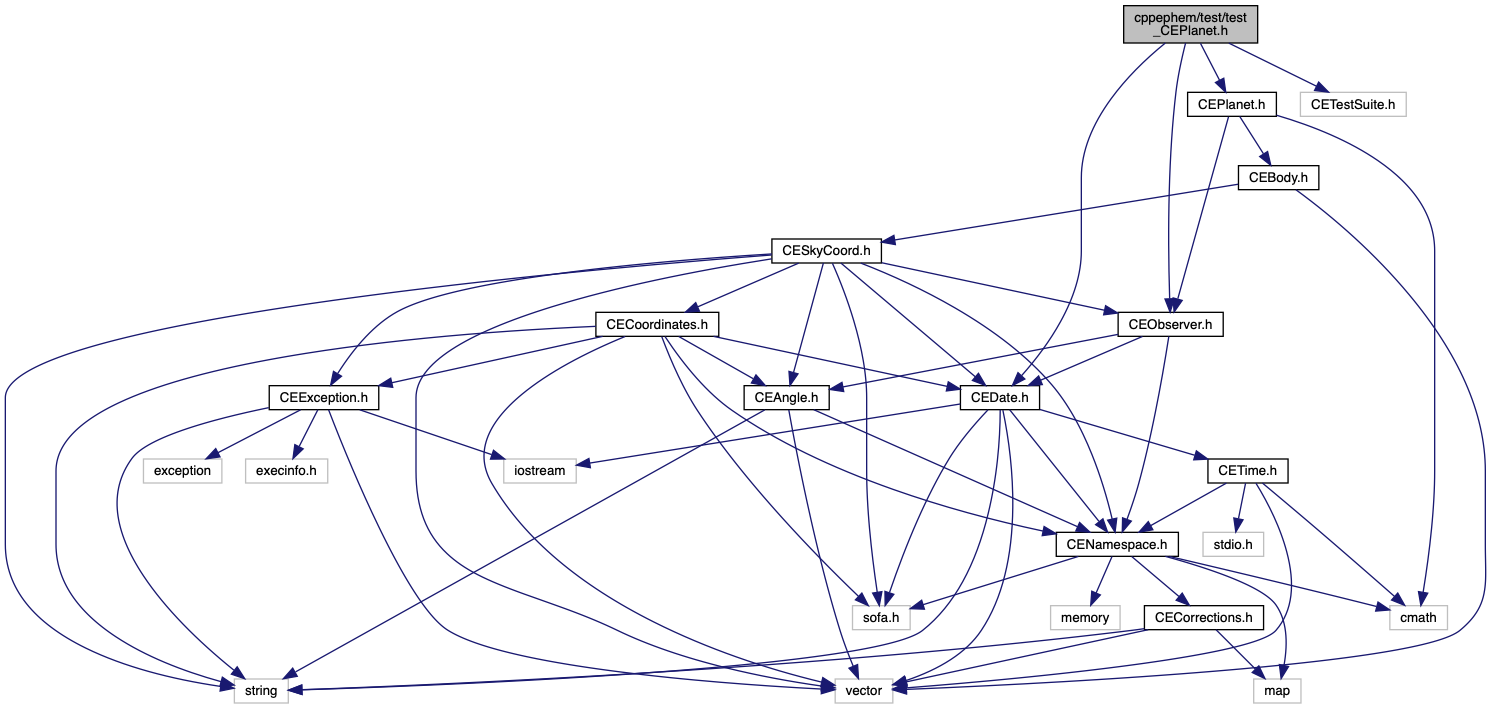 cppephem/test/test
_CEPlanet.h
CEPlanet.h
CETestSuite.h
CEBody.h
CESkyCoord.h
CECoordinates.h
CEObserver.h
CEException.h
CEAngle.h
CEDate.h
exception
execinfo.h
iostream
CETime.h
CENamespace.h
stdio.h
sofa.h
memory
CECorrections.h
cmath
string
vector
map